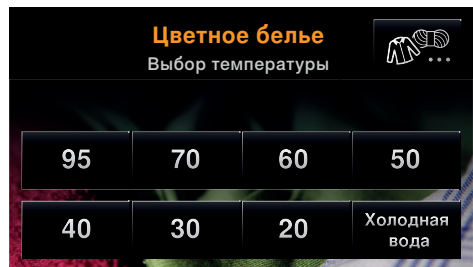 Цветное белье
Выбор температуры
95 70 60 50
40 30 20 Холодная
вода